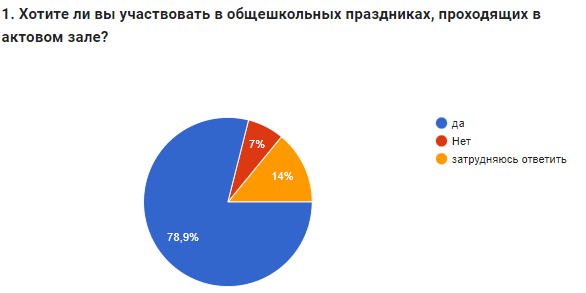 1. Хотите ли вы участвовать в общешкольных праздниках, проходящих в
актовом зале?
да
Нет
затрудняюсь ответить
7%
14%
78,9%